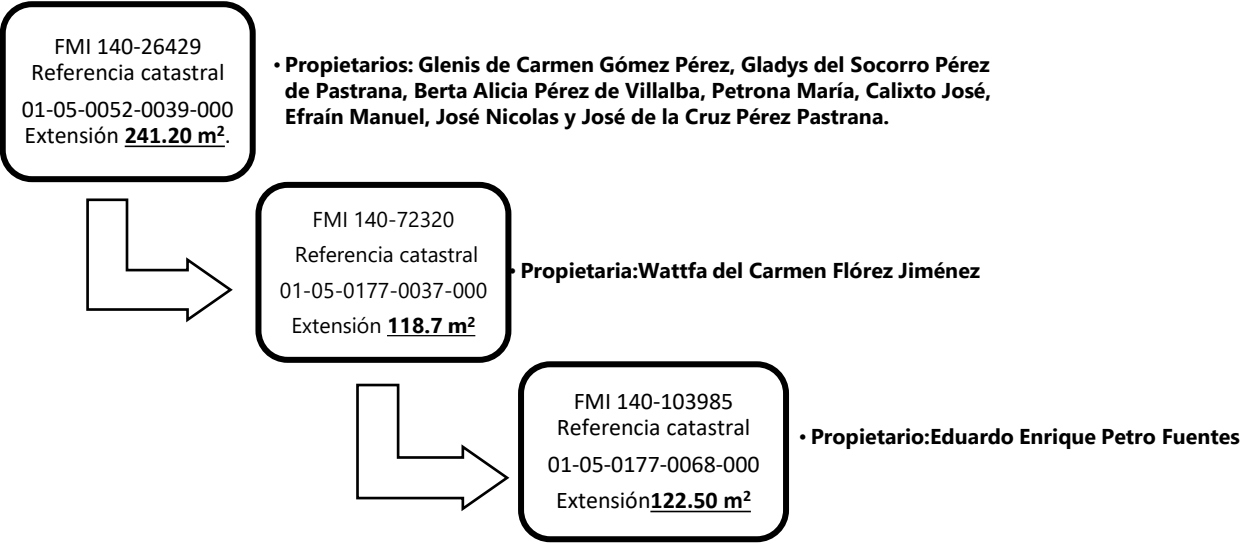 FMI 140-26429
Referencia catastral
01-05-0052-0039-000
Extensión 241.20 m².
• Propietarios: Glenis de Carmen Gómez Pérez, Gladys del Socorro Pérez
de Pastrana, Berta Alicia Pérez de Villalba, Petrona María, Calixto José,
Efraín Manuel, José Nicolas y José de la Cruz Pérez Pastrana.
FMI 140-72320
Referencia catastral
01-05-0177-0037-000
Extensión 118.7 m²
• Propietaria:Wattfa del Carmen Flórez Jiménez
FMI 140-103985
Referencia catastral
01-05-0177-0068-000
Extensión122.50 m²
• Propietario:Eduardo Enrique Petro Fuentes